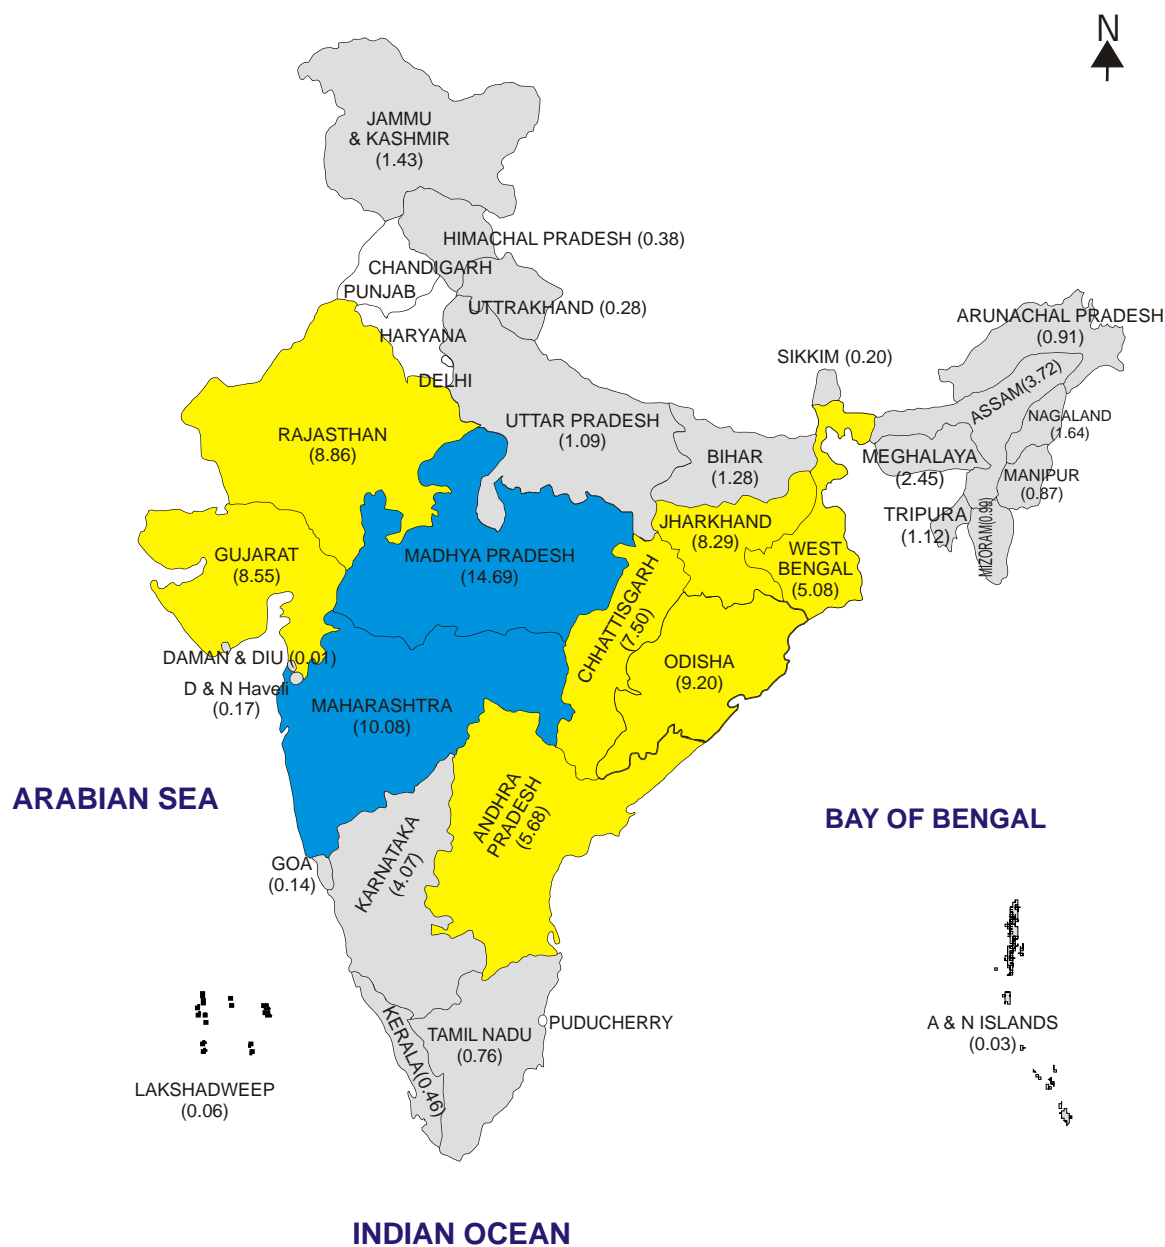 N
JAMMU
& KASHMIR
(1.43)
HIMACHAL PRADESH (0.38)
CHANDIGARH
PUNJAB
UTTRAKHAND (0.28)
HARYANA
DELHI
ARUNACHAL PRADESH
(0.91)
SIKKIM (0.20)
ASSAM(3.72)
NAGALAND
(1.64)
RAJASTHAN
(8.86)
UTTAR PRADESH
(1.09)
BIHAR
(1.28)
MEGHALAYA
(2.45)
MANIPUR
(0.87)
TRIPURA
(1.12)
MIZORAM(0.99)
JHARKHAND
(8.29)
WEST
BENGAL
(5.08)
GUJARAT
(8.55)
MADHYA PRADESH
(14.69)
CHHATTISGARH
(7.50)
ODISHA
(9.20)
DAMAN & DIU (0.01)
D & N Haveli
(0.17)
MAHARASHTRA
(10.08)
ARABIAN SEA
ANDHRA
PRADESH
(5.68)
BAY OF BENGAL
GOA
(0.14)
KARNATAKA
(4.07)
LAKSHADWEEP
(0.06)
KERALA(0.46)
TAMIL NADU
(0.76)
PUDUCHERRY
A & N ISLANDS
(0.03)
INDIAN OCEAN